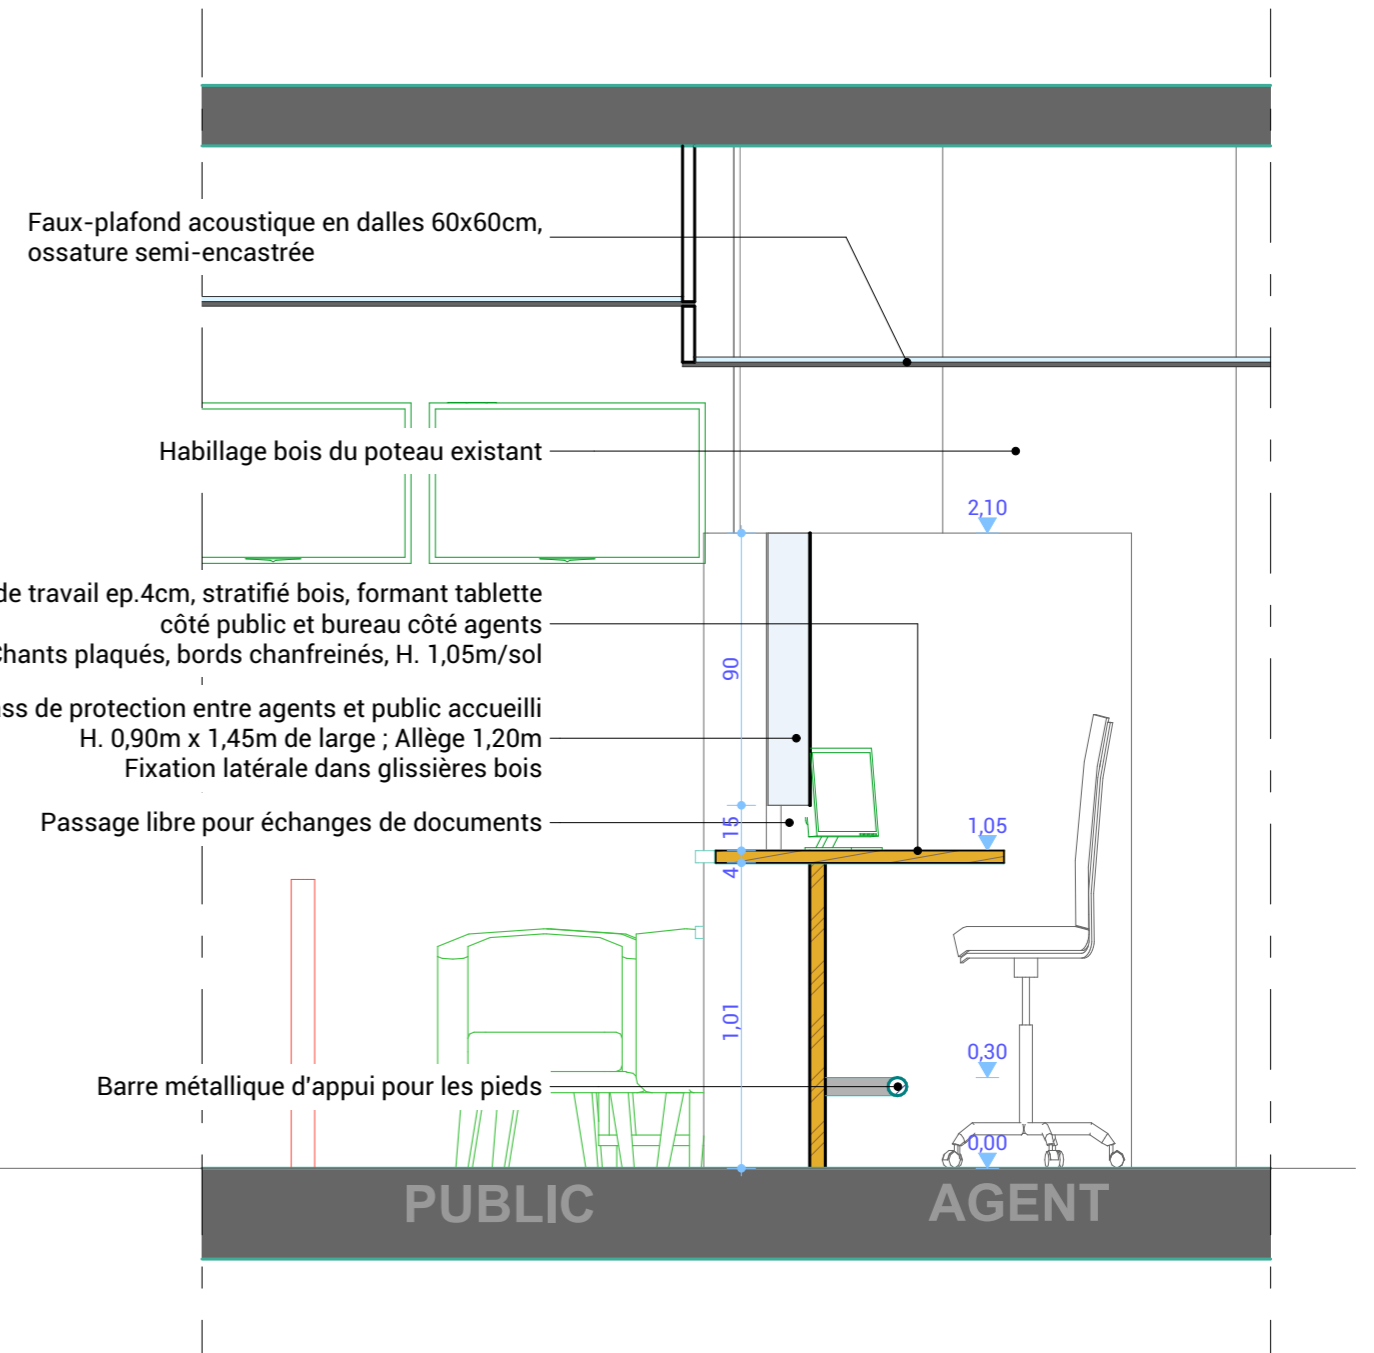 Faux-plafond acoustique en dalles 60x60cm,
ossature semi-encastrée
Habillage bois du poteau existant
2,10
de travail ep.4cm, stratifié bois, formant tablette
côté public et bureau côté agents
Chants plaqués, bords chanfreinés, H. 1,05m/sol
90
de protection entre agents et public accueilli
H. 0,90m x 1,45m de large ; Allège 1,20m
Fixation latérale dans glissières bois
Passage libre pour échanges de documents
15
1,05
4
1,01
0,30
Barre métallique d'appui pour les pieds
0,00
PUBLIC
AGENT